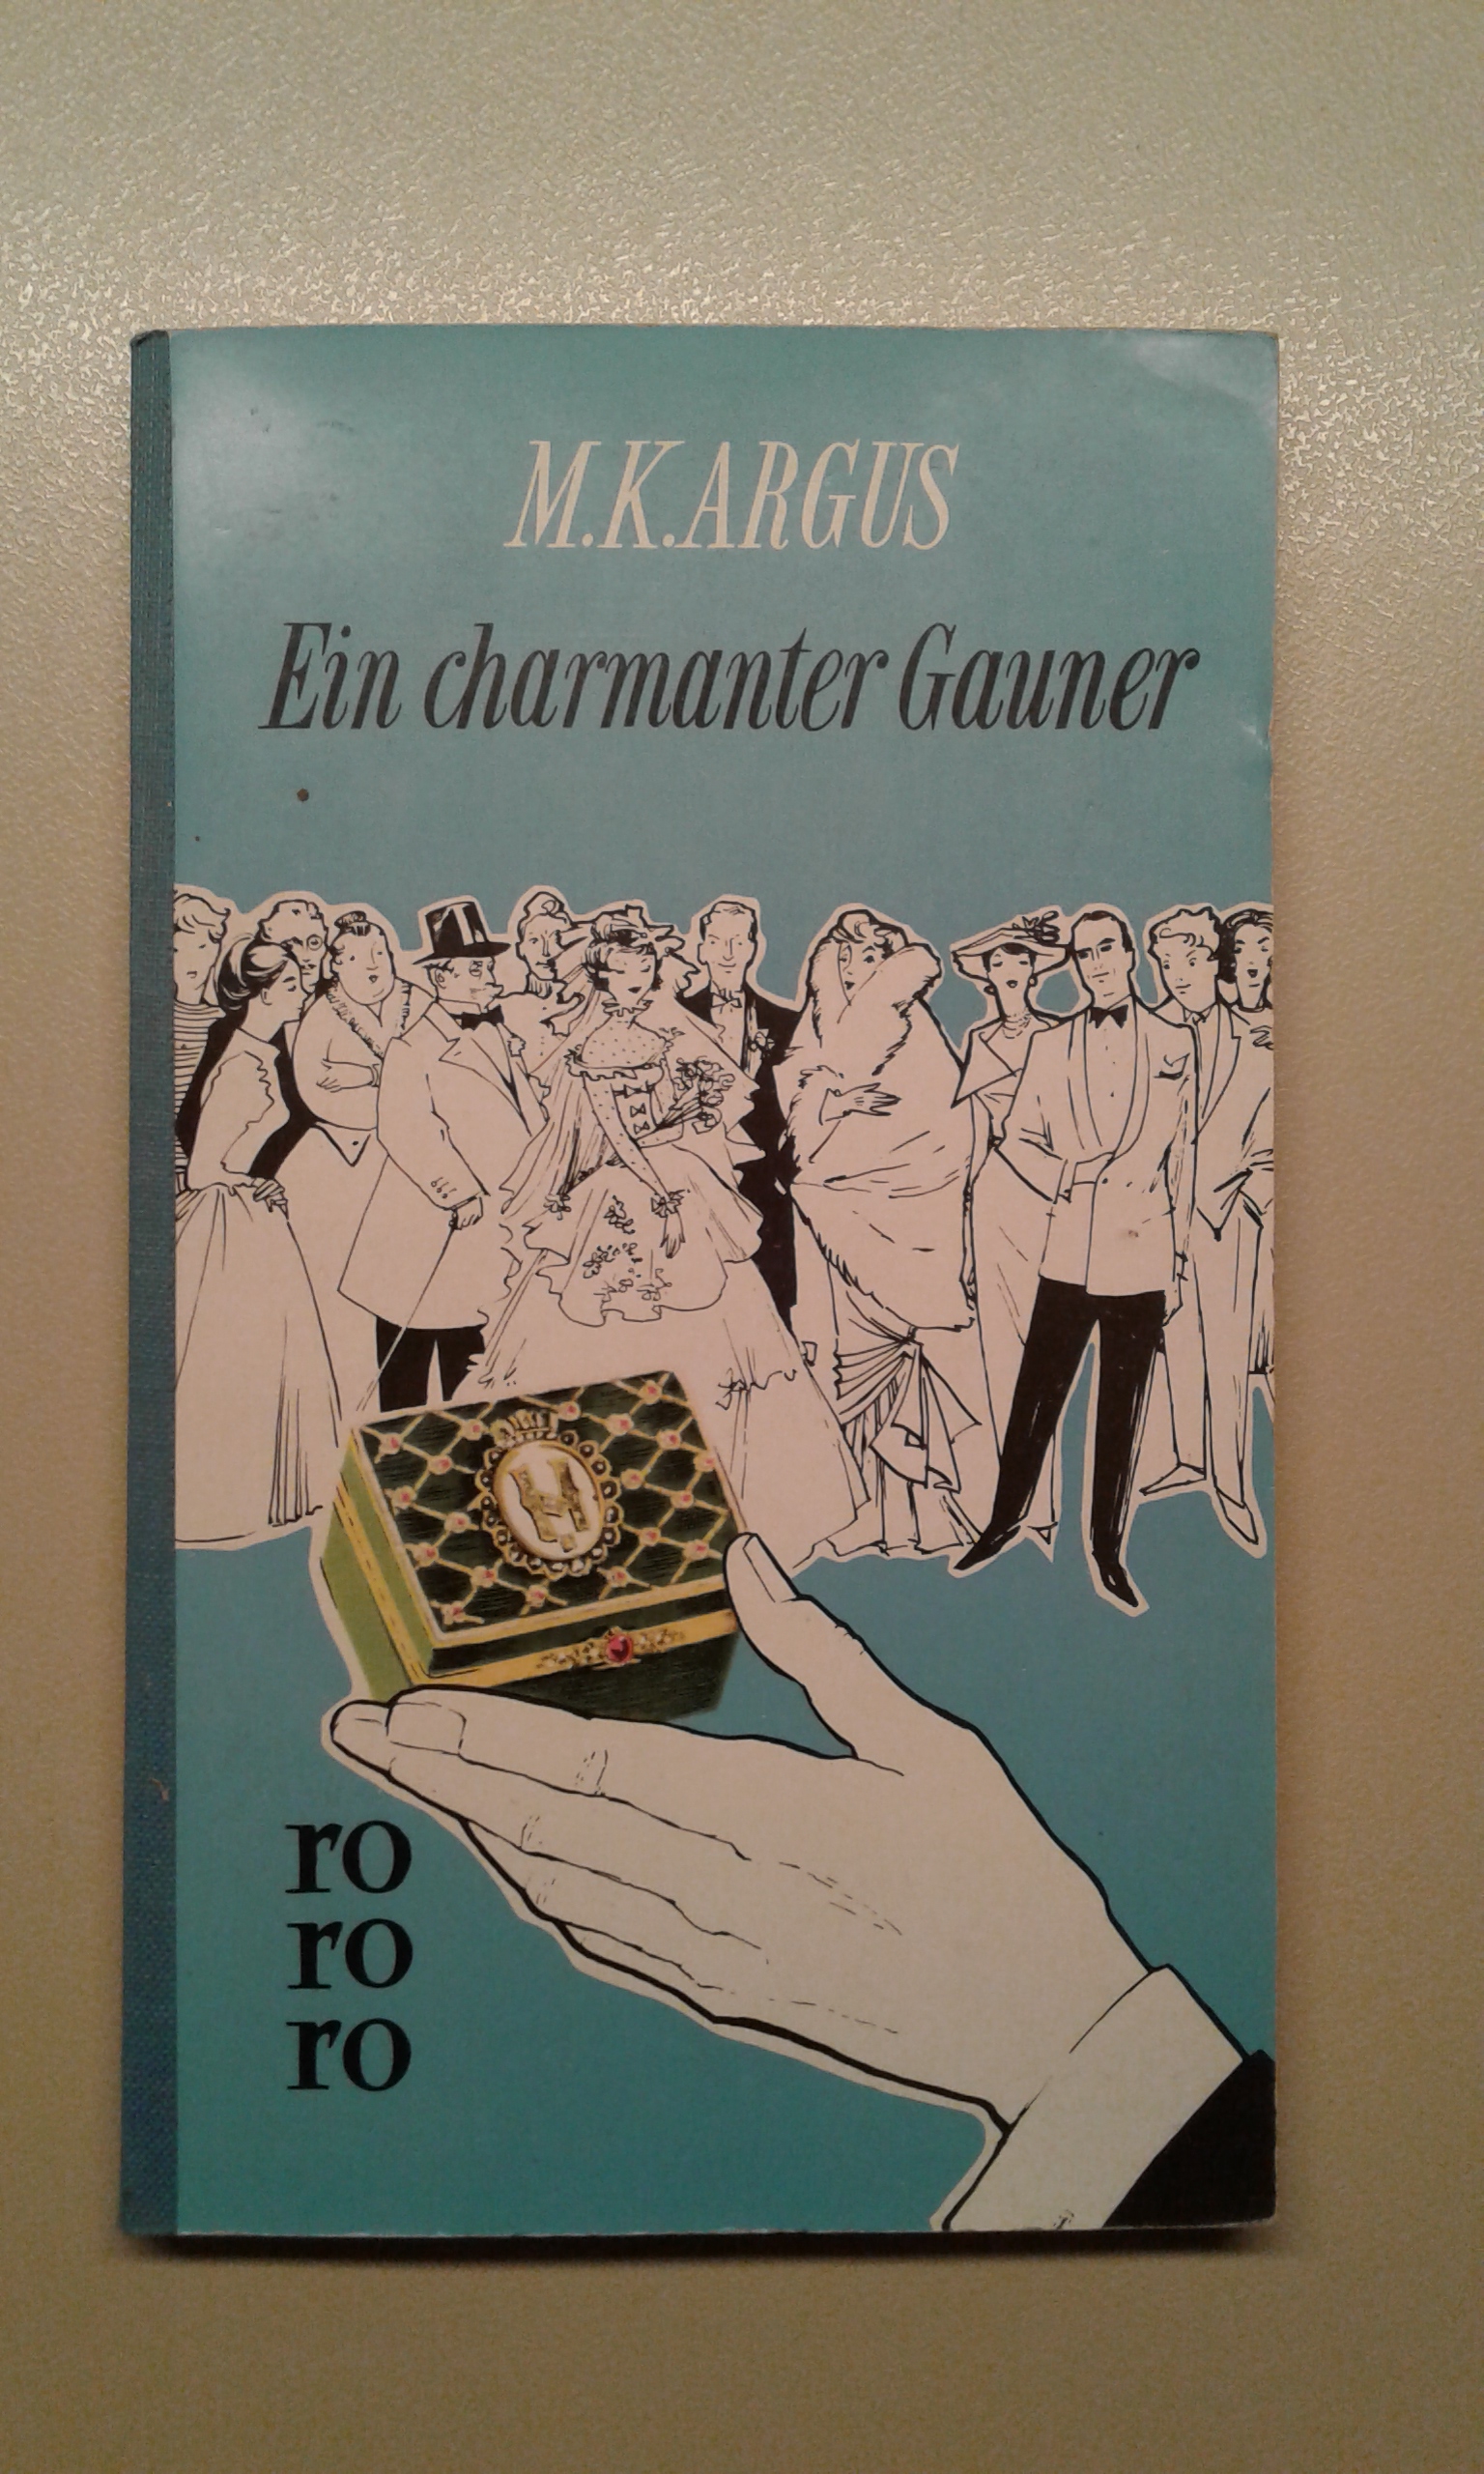 M.K.ARGUS
Ein charmanter Gauner
H
ro
ro
ro